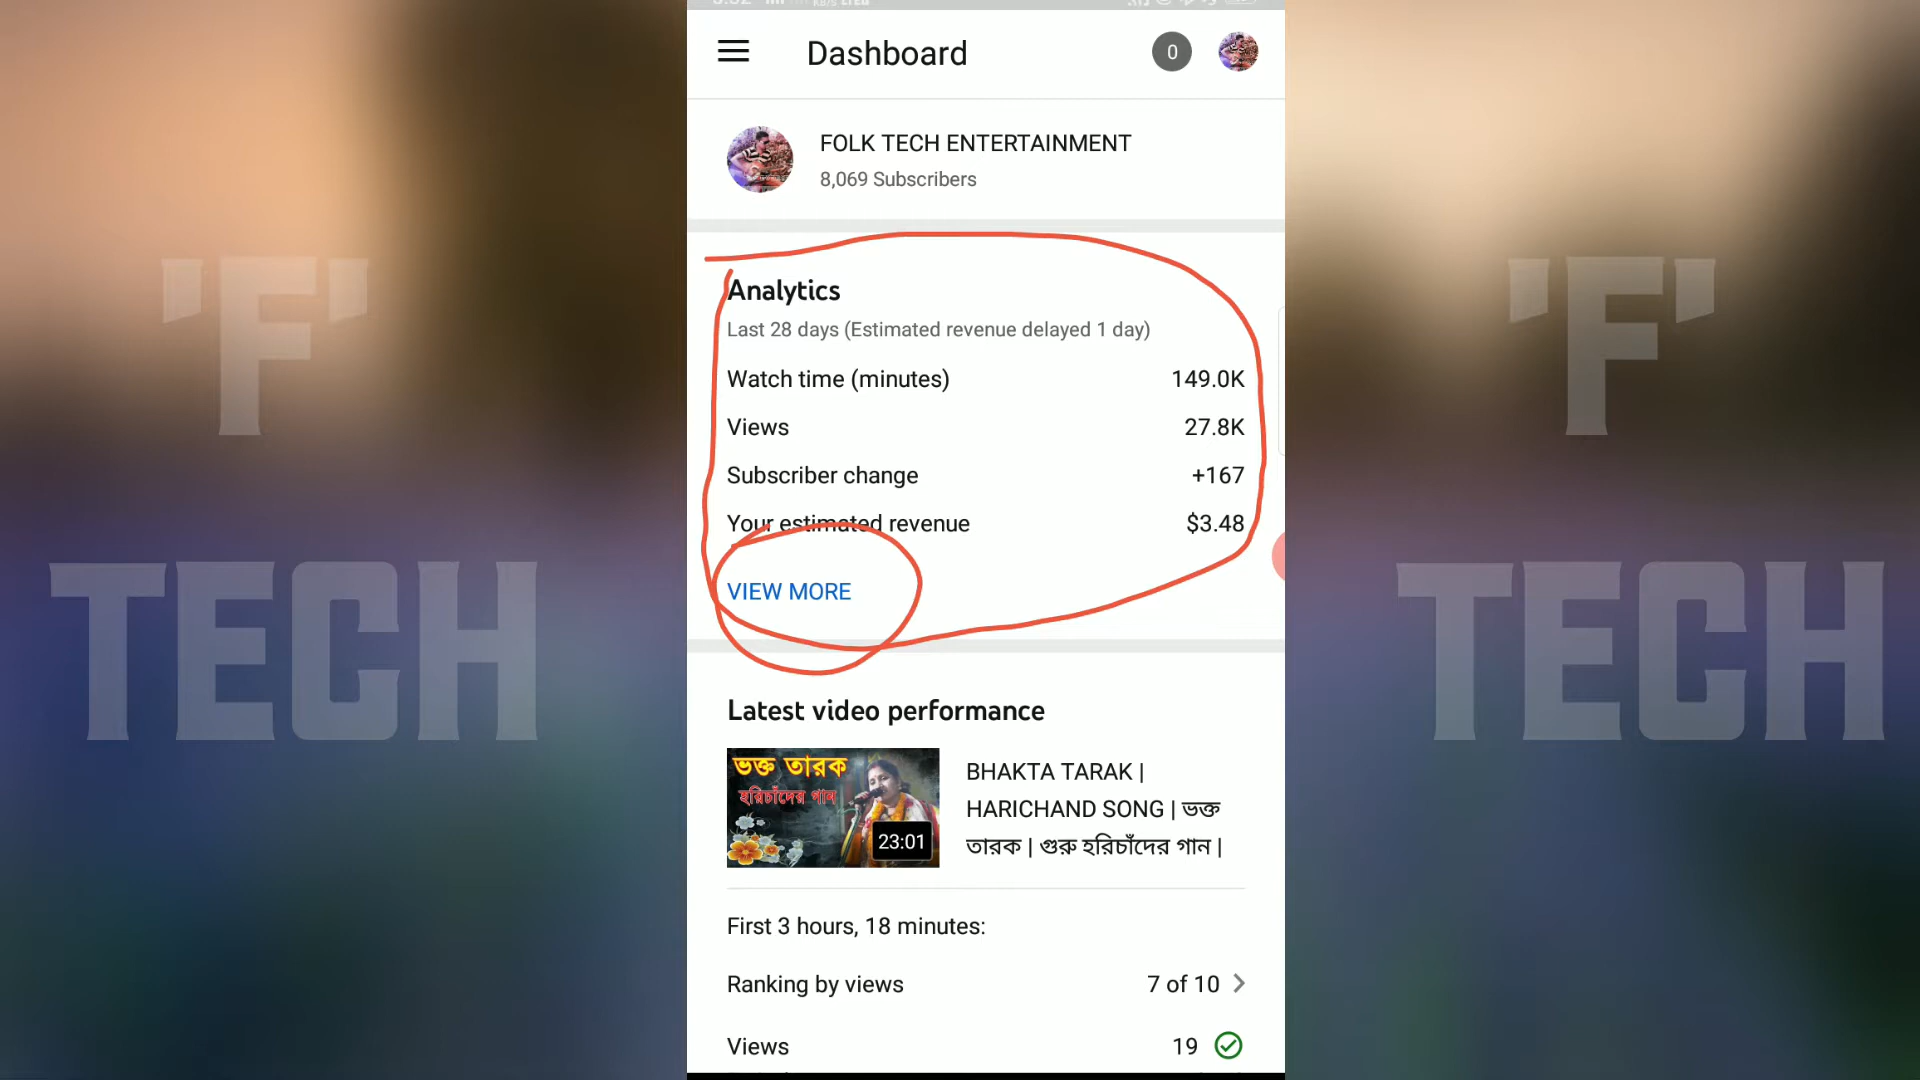 Dashboard
0
FOLK TECH ENTERTAINMENT
8,069 Subscribers
'F'
TECH
'F'
TECH
Analytics
Last 28 days (Estimated revenue delayed 1 day)
Watch time (minutes) 149.0K
Views 27.8K
Subscriber change +167
Your estimated revenue $3.48
VIEW MORE
Latest video performance
ভক্ত তারক
হরিচাঁদের গান
23:01
BHAKTA TARAK |
HARICHAND SONG | ভক্ত
তারক | গুরু হরিচাঁদের গান |
First 3 hours, 18 minutes:
Ranking by views 7 of 10
Views 19